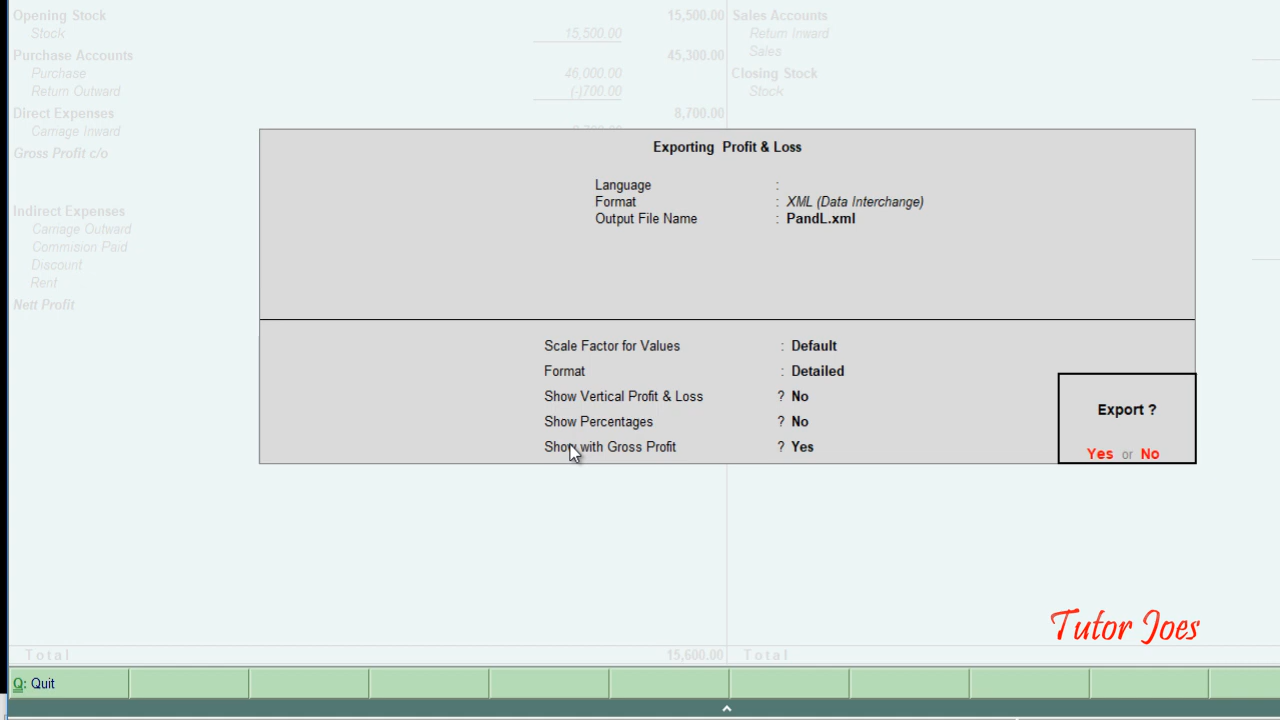 Opening Stock 15,500.00 Sales Accounts
Stock 15,500.00 Return Inward
Purchase Accounts 45,300.00 Sales
Purchase 46,000.00 Closing Stock
Return Outward (-)700.00 Stock
Direct Expenses 8,700.00
Carriage Inward
Gross Profit c/o
Indirect Expenses
Carriage Outward
Commision Paid
Discount
Rent
Nett Profit
Exporting Profit & Loss
Language :
Format : XML (Data Interchange)
Output File Name : PandL.xml
Scale Factor for Values : Default
Format : Detailed
Show Vertical Profit & Loss ? No
Show Percentages ? No
Show with Gross Profit ? Yes
Export ?
Yes or No
Tutor Joes
Total 15,600.00 Total
Q: Quit